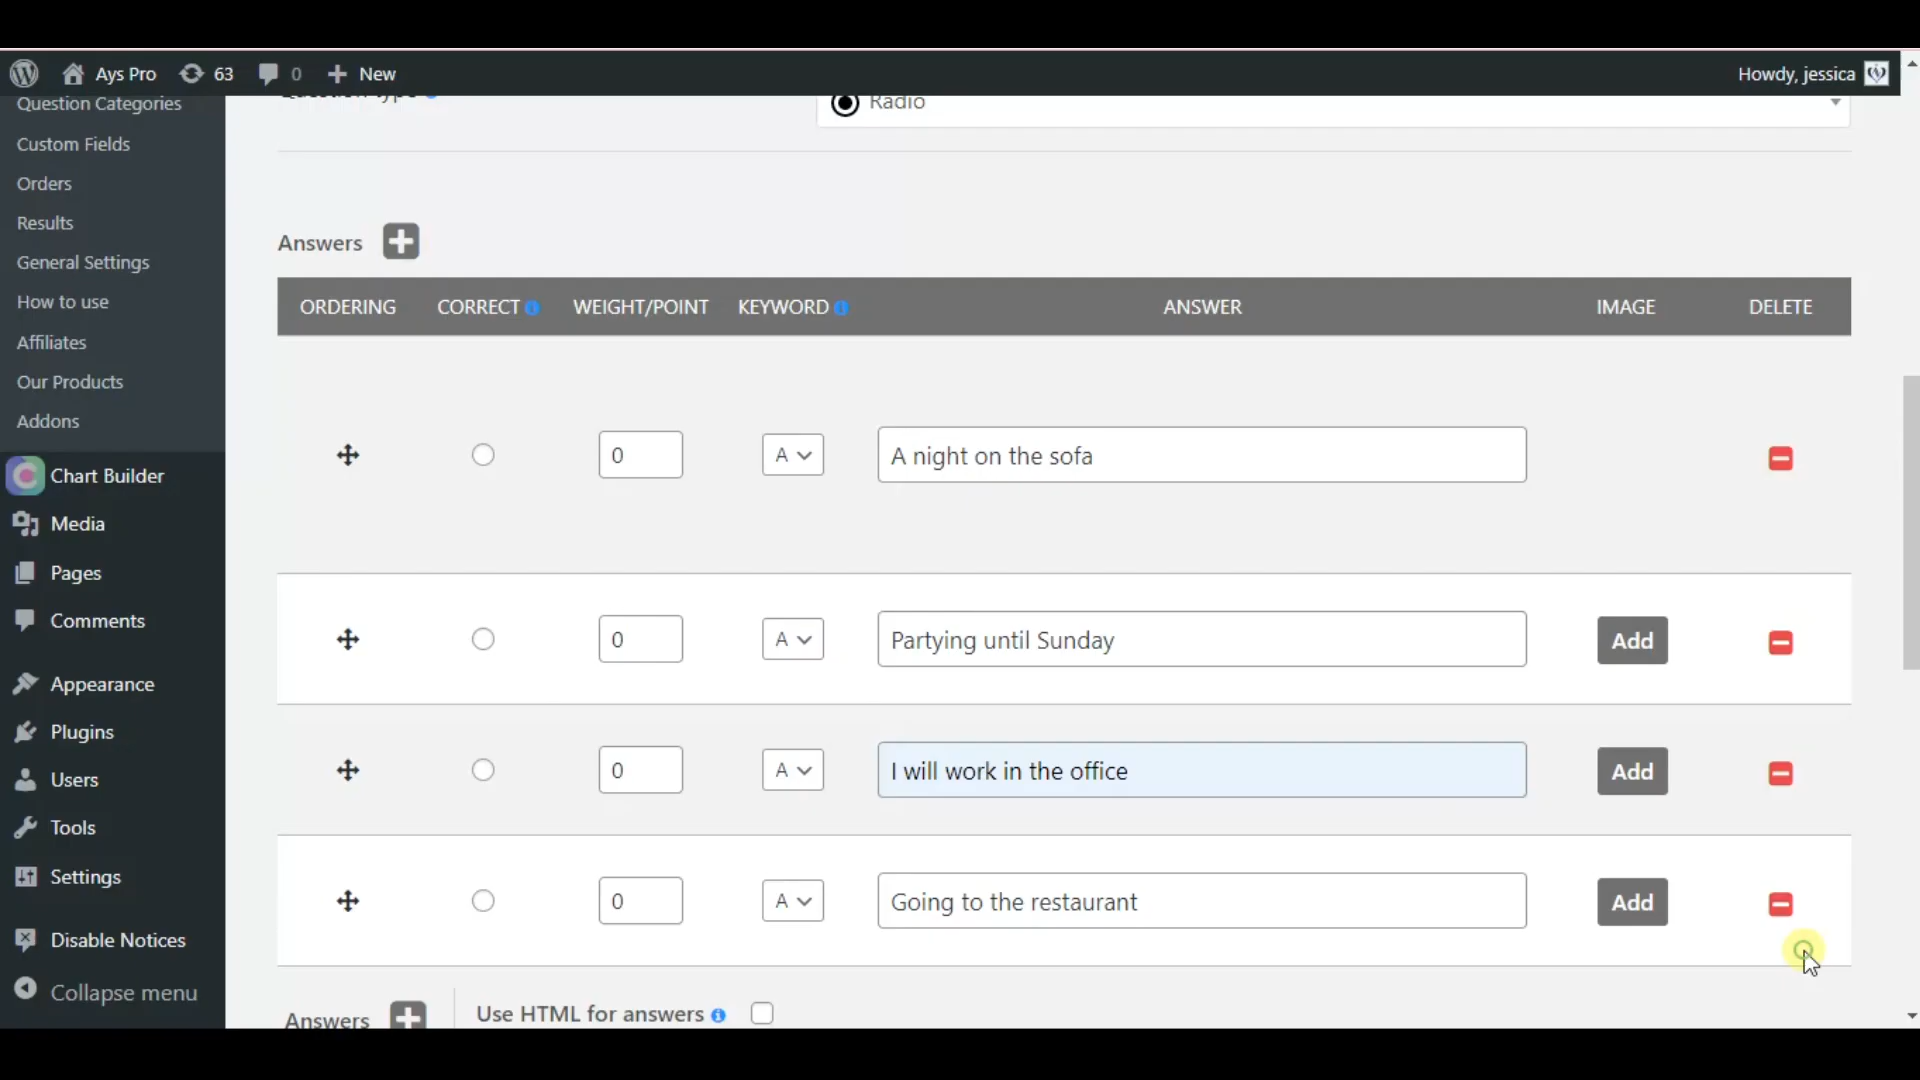 Ays Pro 63 0 New Howdy, jessica
Question Categories
Question type
Radio
Custom Fields
Orders
Results
General Settings
How to use
Affiliates
Our Products
Addons
Chart Builder
Media
Pages
Comments
Appearance
Plugins
Users
Tools
Settings
Disable Notices
Collapse menu
Answers
ORDERING CORRECT WEIGHT/POINT KEYWORD ANSWER IMAGE DELETE
0 A A night on the sofa
0 A Partying until Sunday Add
0 A I will work in the office Add
0 A Going to the restaurant Add
Answers Use HTML for answers